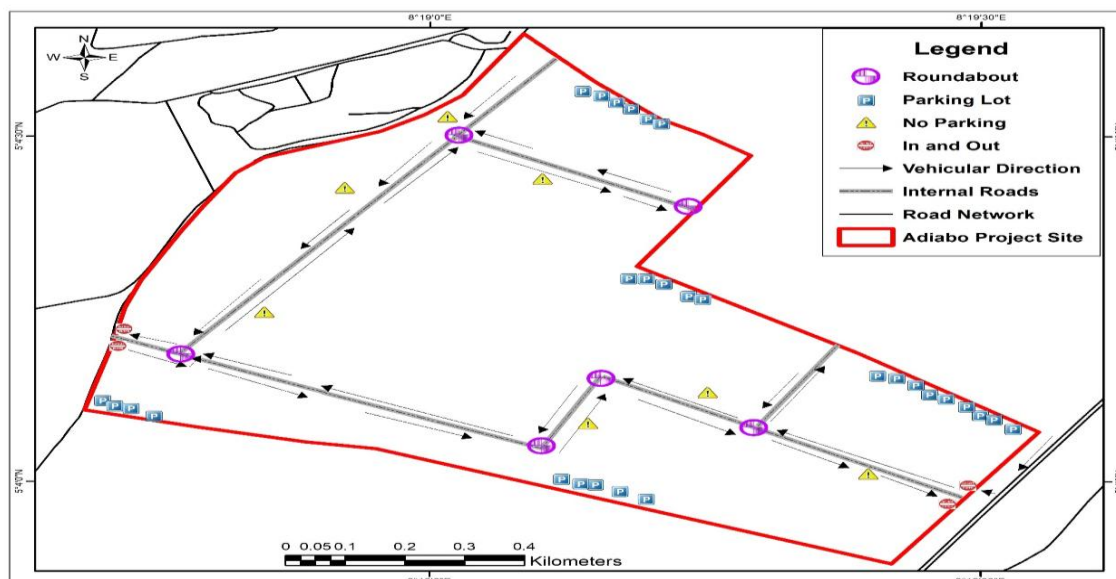 8°19'0"E
8°19'30"E
N
W E
S
Legend
Roundabout
Parking Lot
No Parking
In and Out
Vehicular Direction
Internal Roads
Road Network
Adiabo Project Site
5°4'30"N
5°4'0"N
0 0.05 0.1 0.2 0.3 0.4
Kilometers